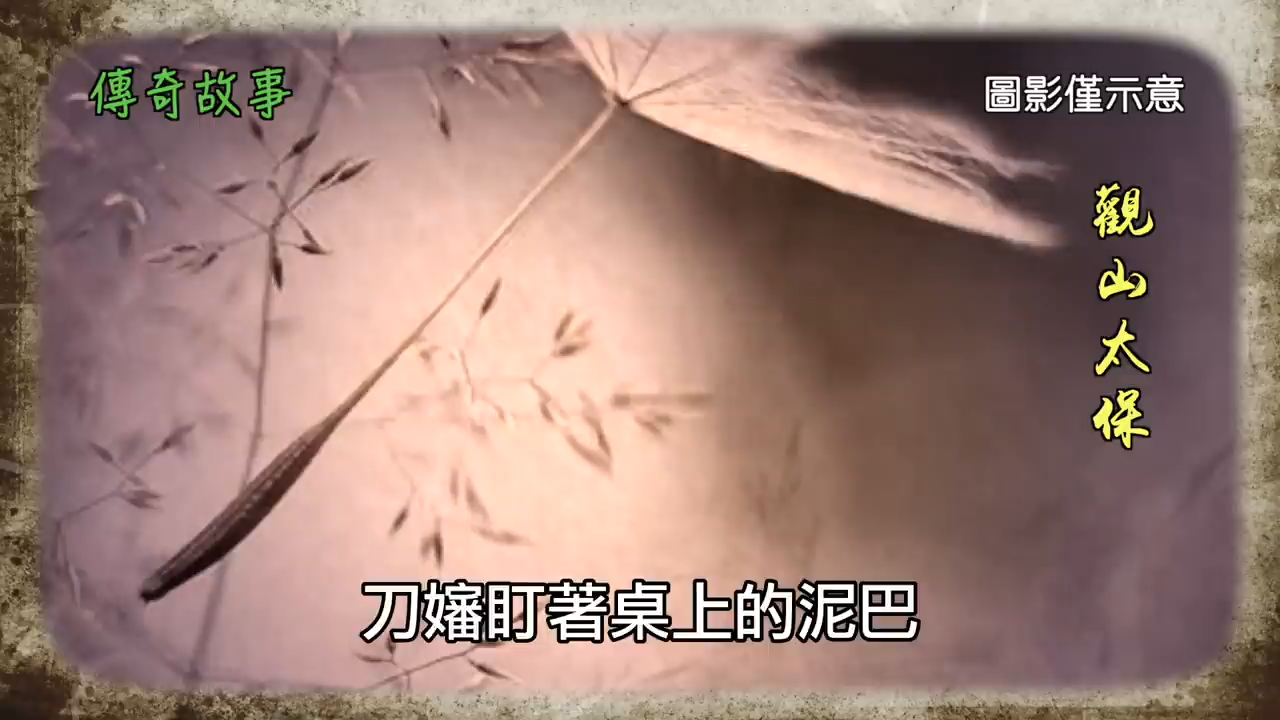 傳奇故事
圖影僅示意
觀山太保
刀嬸盯著桌上的泥巴